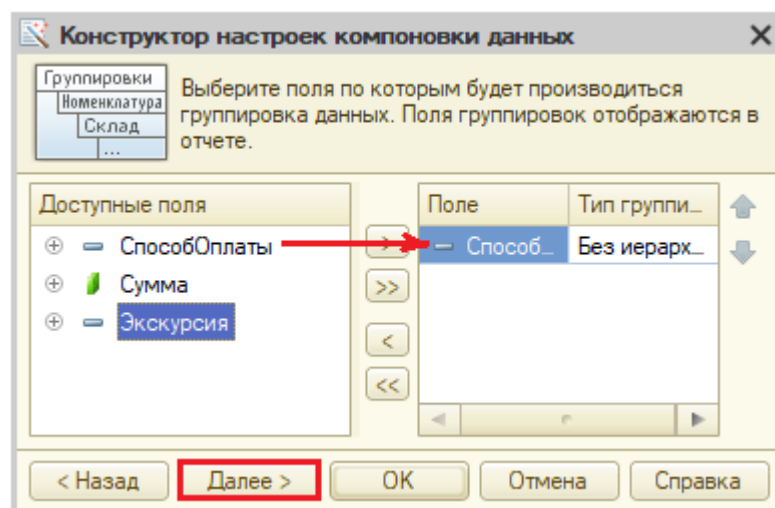 Конструктор настроек компоновки данных
Группировки
Номенклатура
Склад
...
Выберите поля по которым будет производиться
группировка данных. Поля группировок отображаются в
отчете.
Доступные поля
Поле
Тип группи...
СпособОплаты
>
Способ...
Без иерарх...
Сумма
>>
Экскурсия
<
<<
< Назад
Далее >
OK
Отмена
Справка